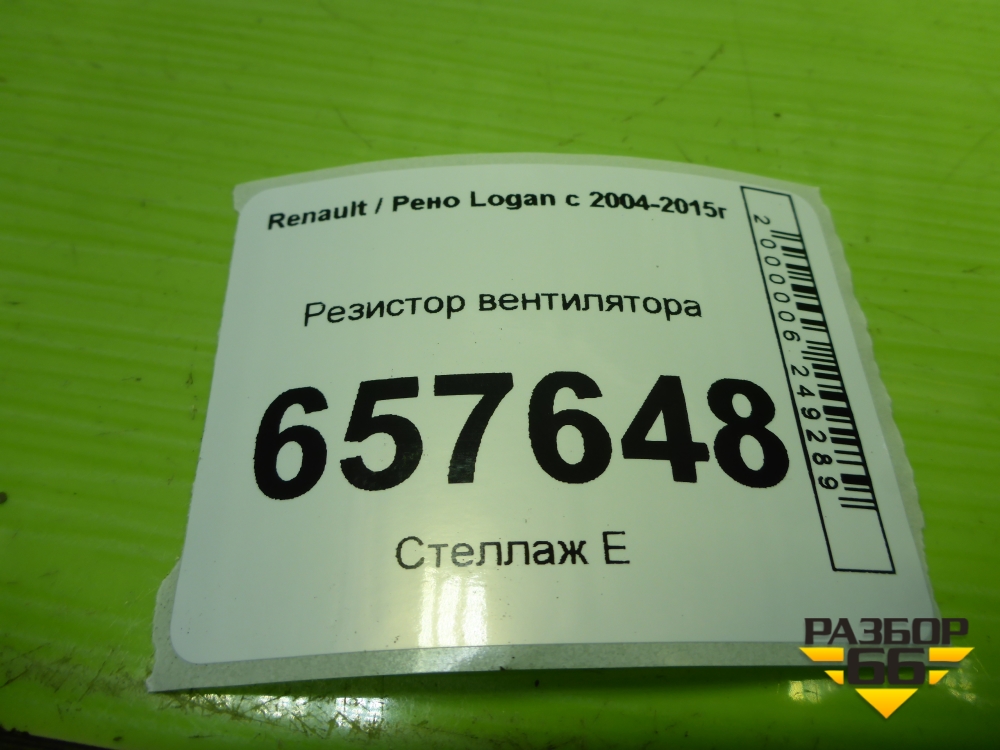 Renault / Рено Logan с 2004-2015г
Резистор вентилятора
657648
Стеллаж Е
2000006249289
РАЗБОР
66